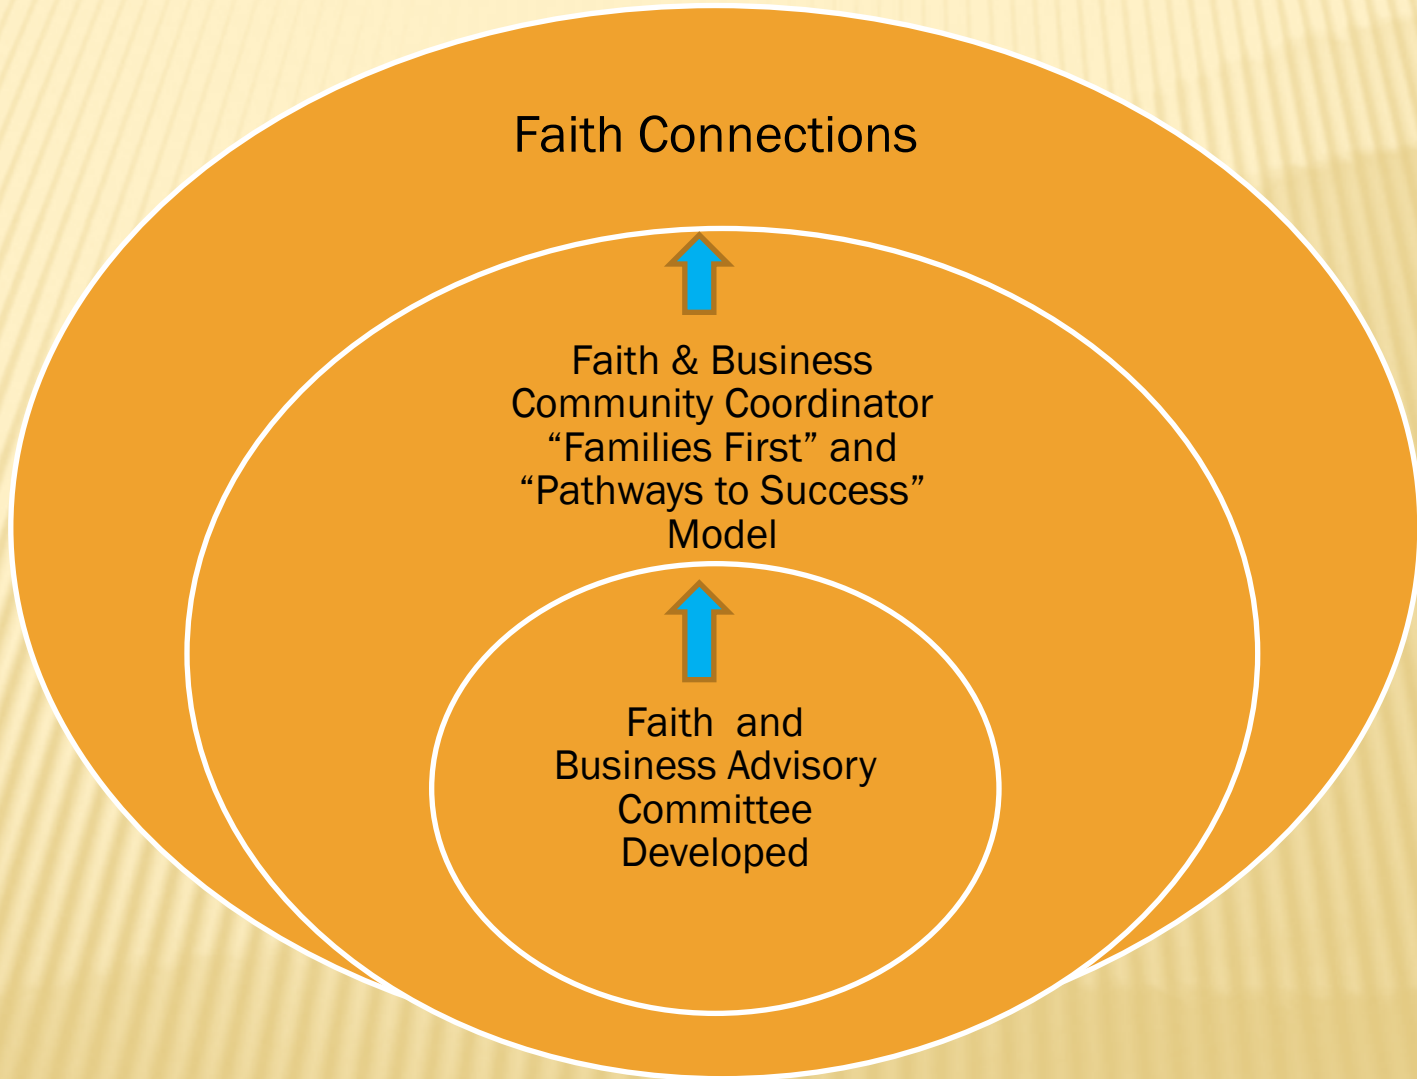 Faith Connections
Faith & Business
Community Coordinator
“Families First” and
“Pathways to Success”
Model
Faith  and
Business Advisory
Committee
Developed